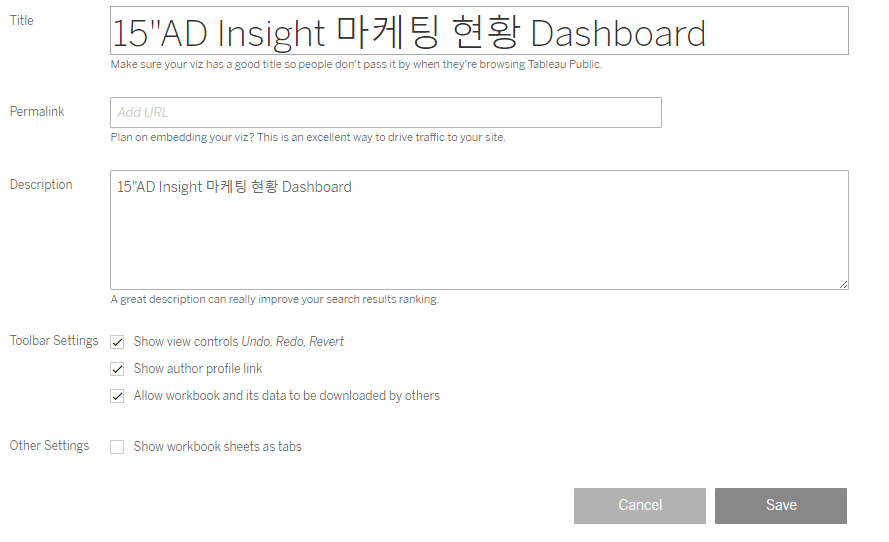 Title
15"AD Insight 마케팅 현황 Dashboard
Make sure your viz has a good title so people don't pass it by when they're browsing Tableau Public.
Permalink
Add URL
Plan on embedding your viz? This is an excellent way to drive traffic to your site.
Description
15"AD Insight 마케팅 현황 Dashboard
A great description can really improve your search results ranking.
Toolbar Settings
Show view controls Undo, Redo, Revert
Show author profile link
Allow workbook and its data to be downloaded by others
Other Settings
Show workbook sheets as tabs
Cancel
Save